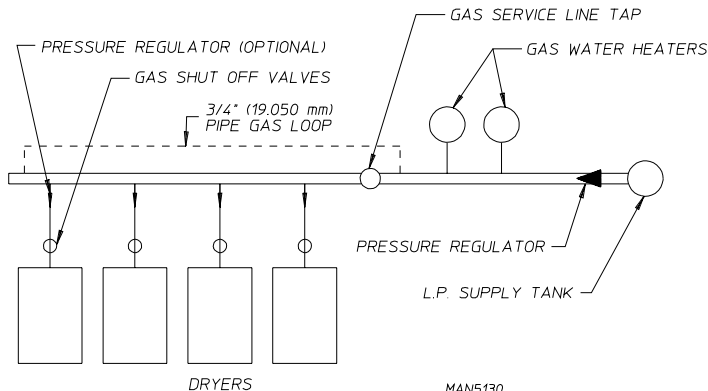 GAS SERVICE LINE TAP
PRESSURE REGULATOR (OPTIONAL)
GAS WATER HEATERS
GAS SHUT OFF VALVES
3/4" (19.050 mm)
PIPE GAS LOOP
PRESSURE REGULATOR
L.P. SUPPLY TANK
DRYERS
MAN5130